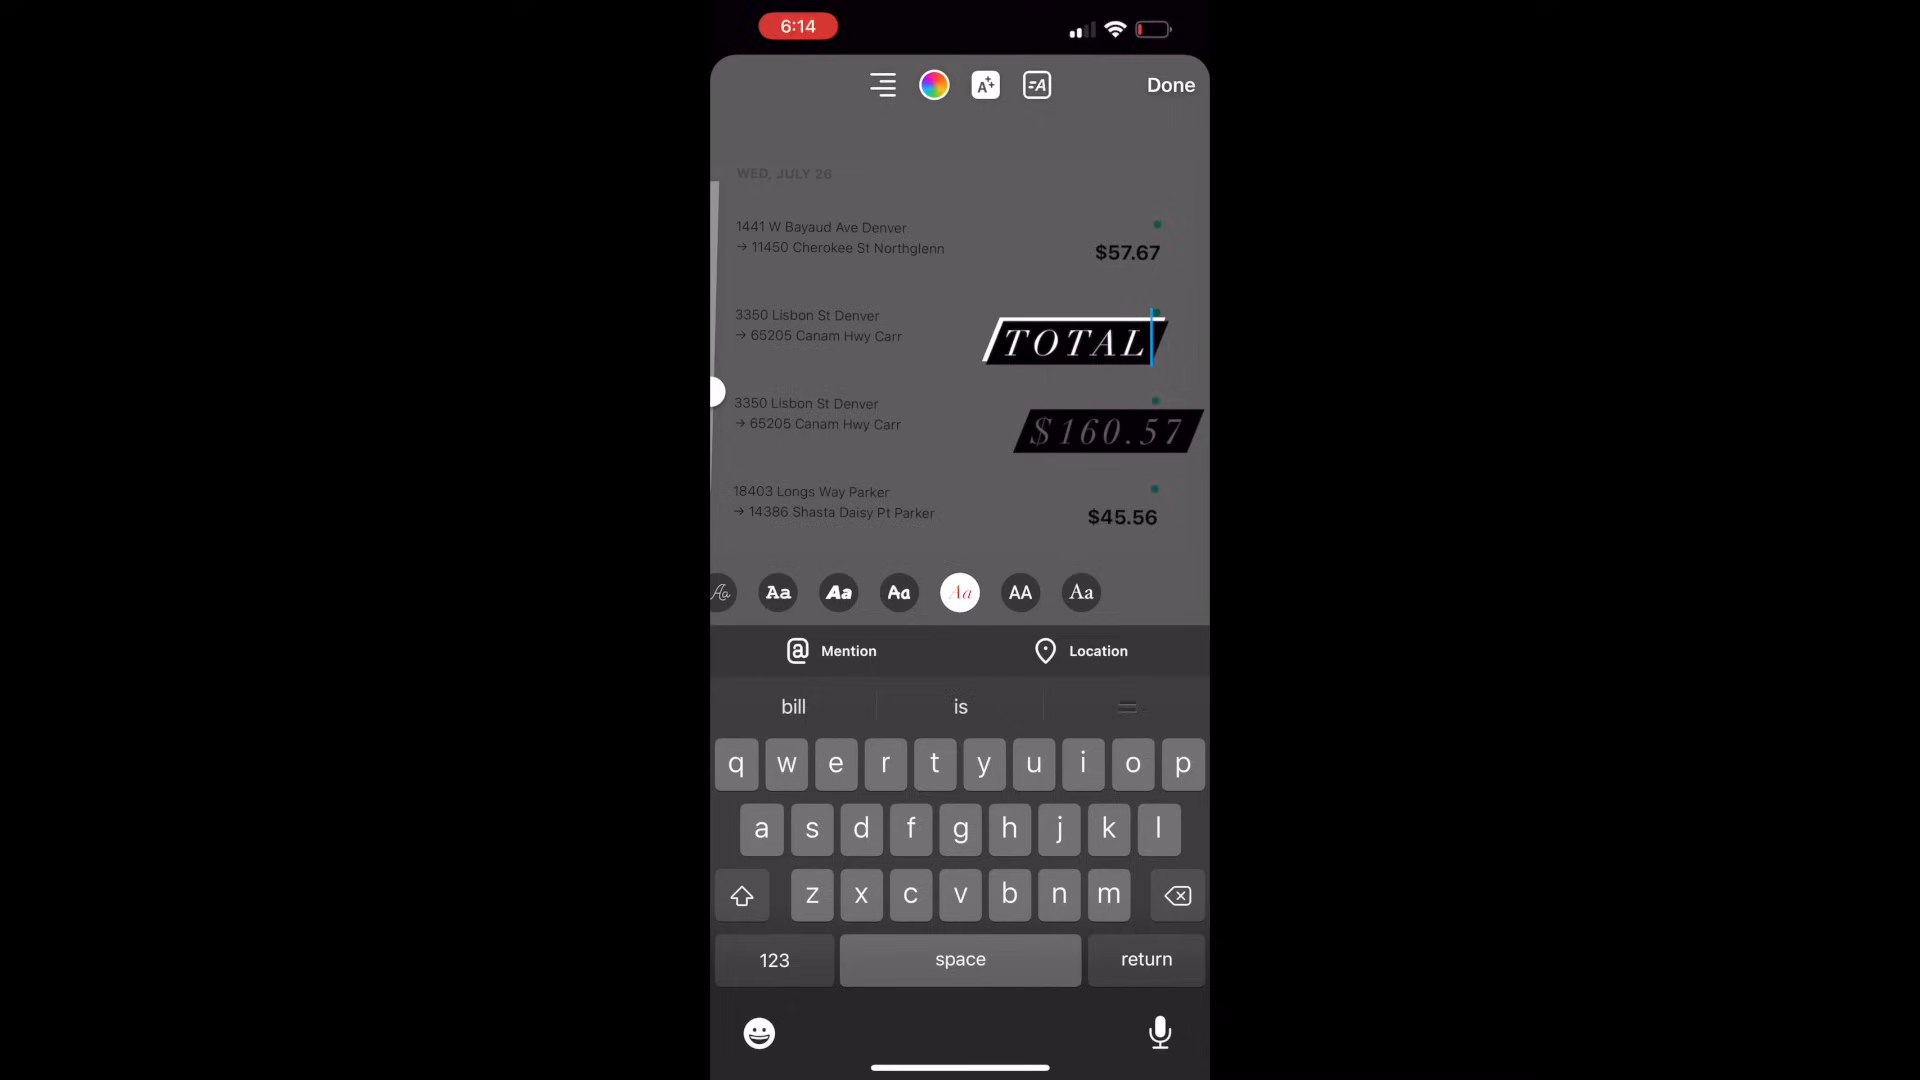 6:14
Done
WED, JULY 26
1441 W Bayaud Ave Denver
→ 11450 Cherokee St Northglenn
$57.67
3350 Lisbon St Denver
→ 65205 Canam Hwy Carr
TOTAL
3350 Lisbon St Denver
→ 65205 Canam Hwy Carr
$160.57
18403 Longs Way Parker
→ 14386 Shasta Daisy Pt Parker
$45.56
Aa Aa Aa Aa Aa AA Aa
@ Mention Location
bill is =
q w e r t y u i o p
a s d f g h j k l
z x c v b n m
123 space return